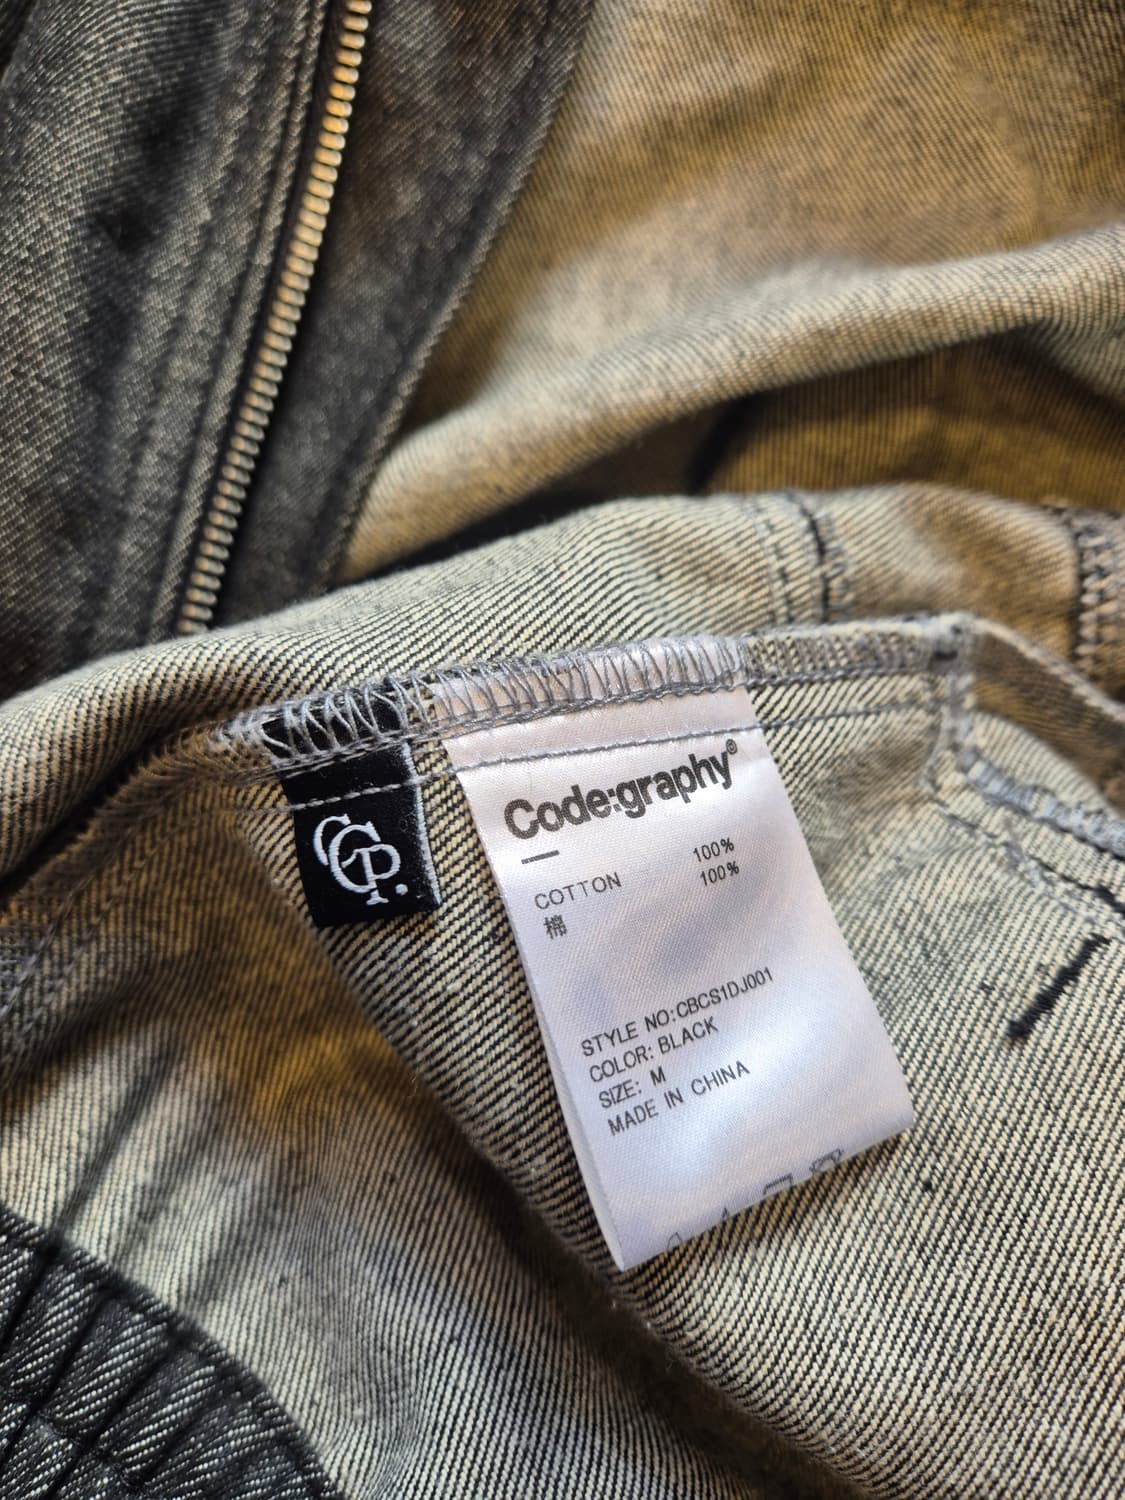 CGP.
Code:graphy®
COTTON 100%
棉 100%
STYLE NO:CBCS1DJ001
COLOR: BLACK
SIZE: M
MADE IN CHINA